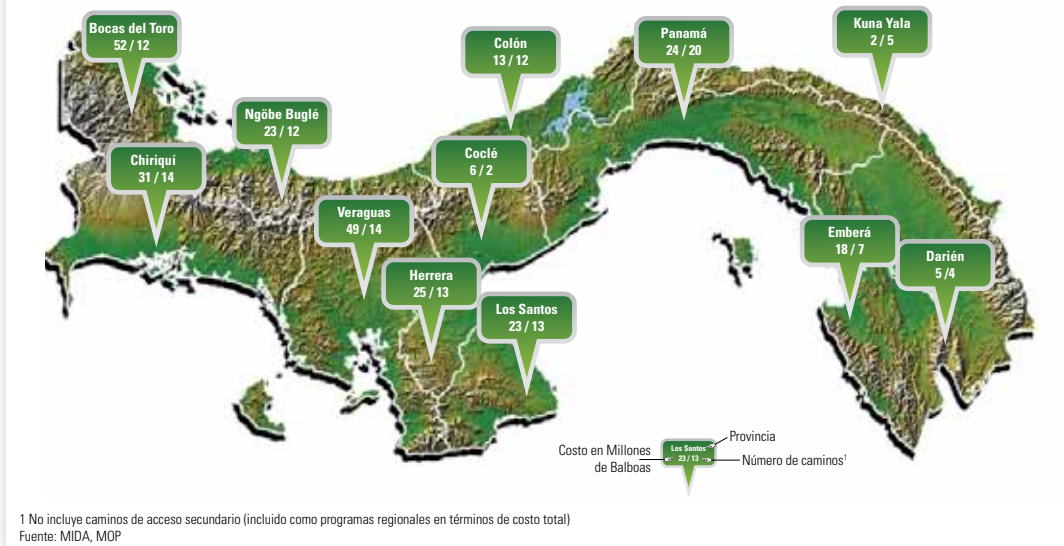 Bocas del Toro
52 / 12
Ngöbe Buglé
23 / 12
Chiriquí
31 / 14
Veraguas
49 / 14
Herrera
25 / 13
Los Santos
23 / 13
Coclé
6 / 2
Colón
13 / 12
Panamá
24 / 20
Kuna Yala
2 / 5
Emberá
18 / 7
Darién
5 /4
Costo en Millones
de Balboas
Los Santos
23 / 13
Provincia
Número de caminos¹
1 No incluye caminos de acceso secundario (incluido como programas regionales en términos de costo total)
Fuente: MIDA, MOP